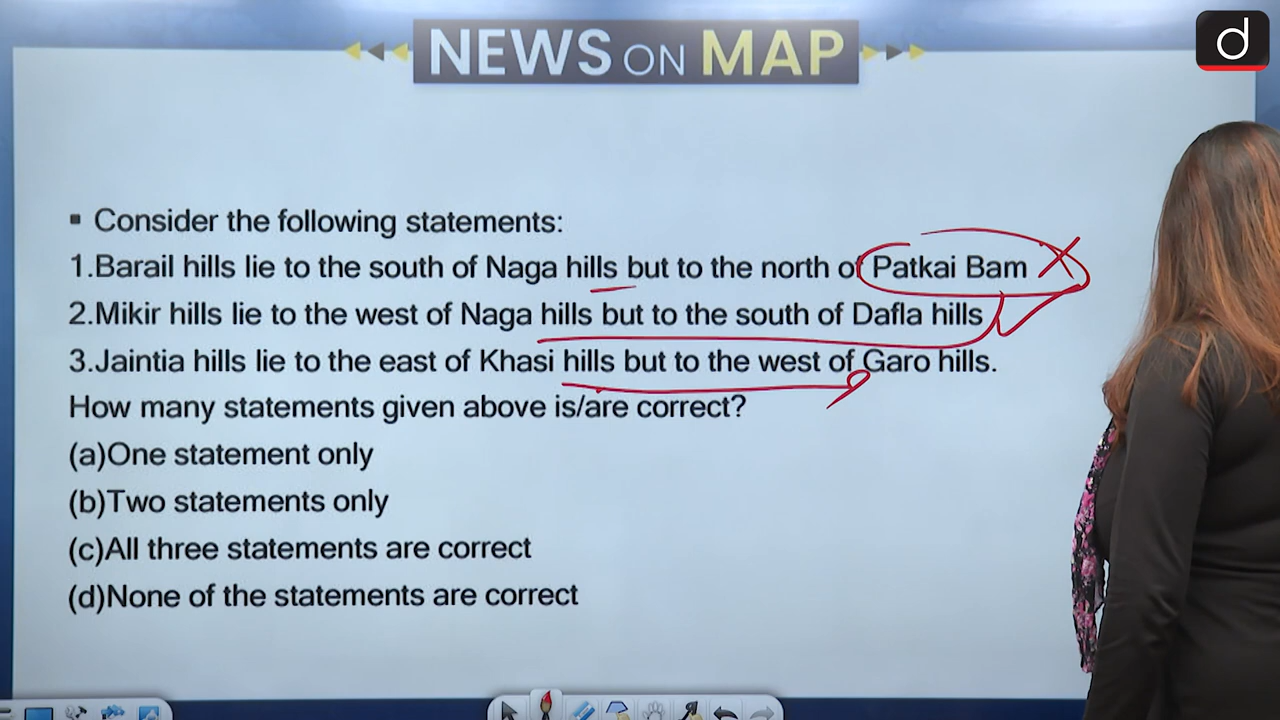 NEWS ON MAP
d
Consider the following statements:
1.Barail hills lie to the south of Naga hills but to the north of Patkai Bam
2.Mikir hills lie to the west of Naga hills but to the south of Dafla hills
3.Jaintia hills lie to the east of Khasi hills but to the west of Garo hills.
How many statements given above is/are correct?
(a)One statement only
(b)Two statements only
(c)All three statements are correct
(d)None of the statements are correct